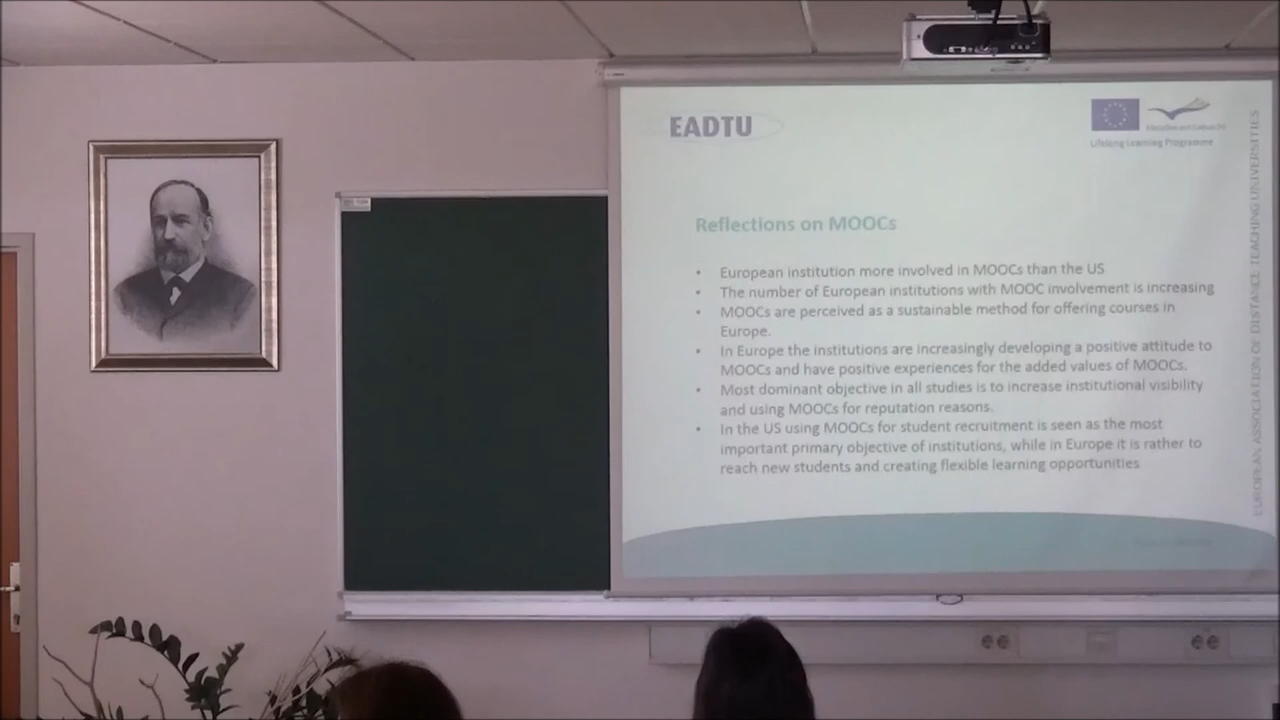 EADTU
Lifelong Learning Programme
EUROPEAN ASSOCIATION OF DISTANCE TEACHING UNIVERSITIES
Reflections on MOOCs
• European institution more involved in MOOCs than the US
• The number of European institutions with MOOC involvement is increasing
• MOOCs are perceived as a sustainable method for offering courses in
Europe.
• In Europe the institutions are increasingly developing a positive attitude to
MOOCs and have positive experiences for the added values of MOOCs.
• Most dominant objective in all studies is to increase institutional visibility
and using MOOCs for reputation reasons.
• In the US using MOOCs for student recruitment is seen as the most
important primary objective of institutions, while in Europe it is rather to
reach new students and creating flexible learning opportunities